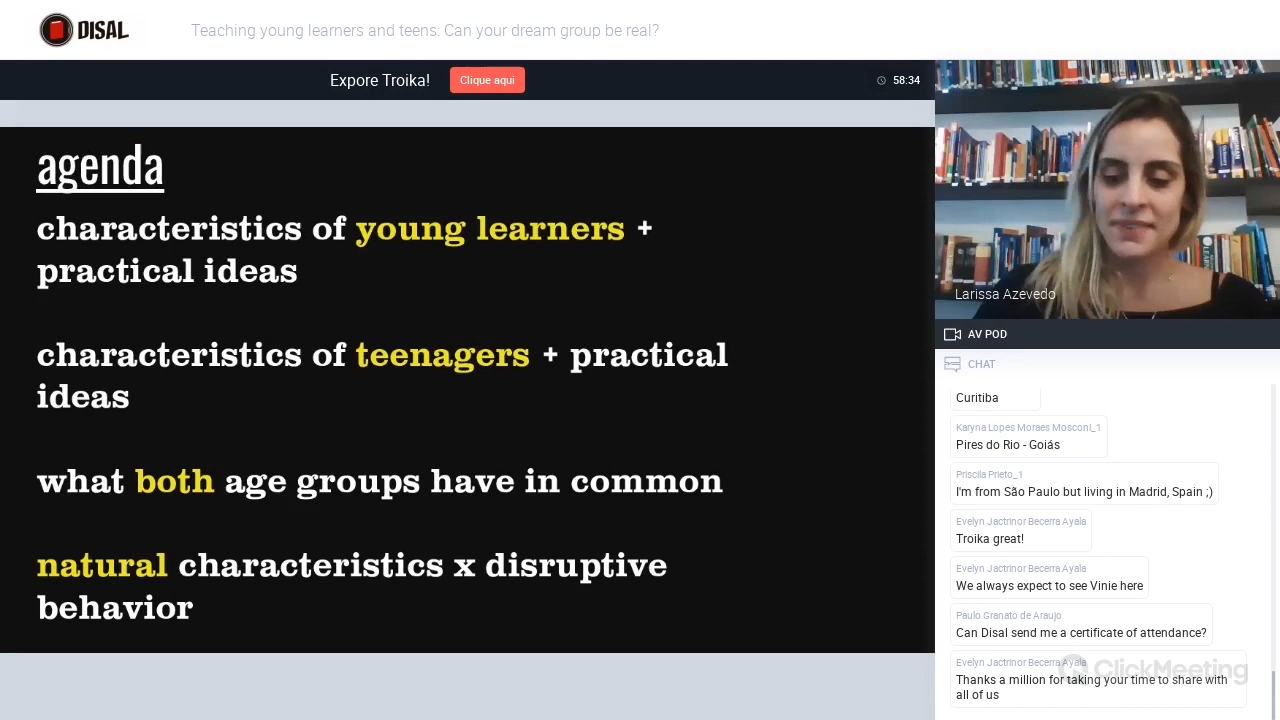 DISAL
Teaching young learners and teens: Can your dream group be real?
Expore Troika!
Clique aqui
58:34
agenda
characteristics of young learners +
practical ideas
characteristics of teenagers + practical
ideas
what both age groups have in common
natural characteristics x disruptive
behavior
Larissa Azevedo
AV POD
CHAT
Curitiba
Karyna Lopes Moraes Mosconi_1
Pires do Rio - Goiás
Priscila Prieto_1
I'm from São Paulo but living in Madrid, Spain ;)
Evelyn Jactrinor Becerra Ayala
Troika great!
Evelyn Jactrinor Becerra Ayala
We always expect to see Vinie here
Paulo Granato de Araujo
Can Disal send me a certificate of attendance?
Evelyn Jactrinor Becerra Ayala
ClickMeeting
Thanks a million for taking your time to share with
all of us